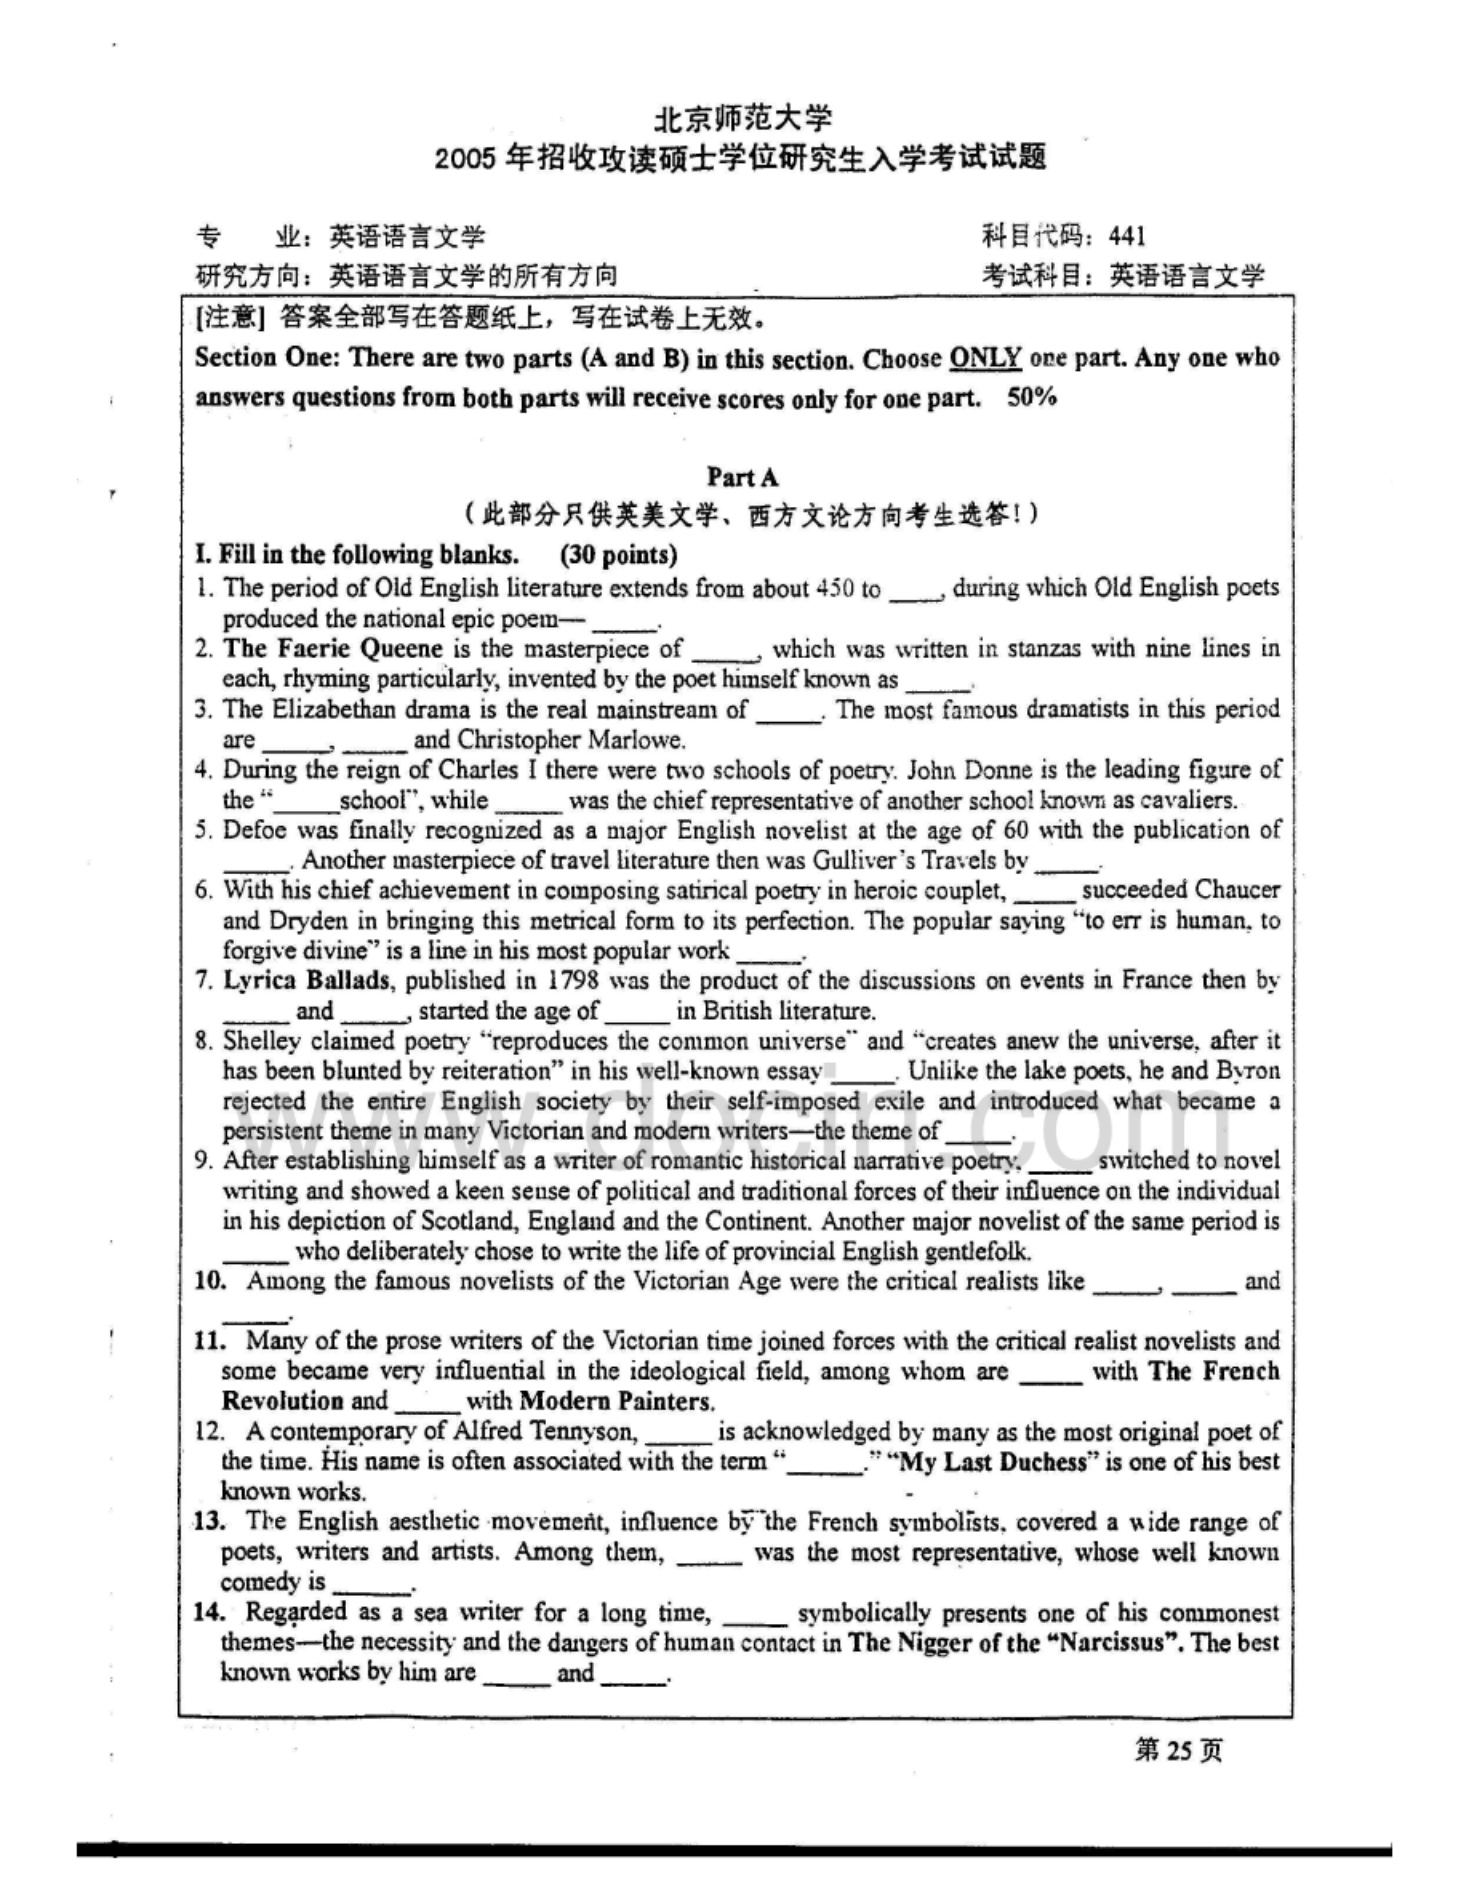 北京师范大学
2005 年招收攻读硕士学位研究生入学考试试题
专 业：英语语言文学 科目代码：441
研究方向：英语语言文学的所有方向 考试科目：英语语言文学
[注意] 答案全部写在答题纸上，写在试卷上无效。
Section One: There are two parts (A and B) in this section. Choose ONLY one part. Any one who
answers questions from both parts will receive scores only for one part. 50%
Part A
（此部分只供英美文学、西方文论方向考生选答！）
I. Fill in the following blanks. (30 points)
1. The period of Old English literature extends from about 450 to ____, during which Old English poets
produced the national epic poem— _____.
2. The Faerie Queene is the masterpiece of _____, which was written in stanzas with nine lines in
each, rhyming particularly, invented by the poet himself known as _____.
3. The Elizabethan drama is the real mainstream of _____. The most famous dramatists in this period
are _____, _____ and Christopher Marlowe.
4. During the reign of Charles I there were two schools of poetry. John Donne is the leading figure of
the “_____school”, while _____ was the chief representative of another school known as cavaliers.
5. Defoe was finally recognized as a major English novelist at the age of 60 with the publication of
_____. Another masterpiece of travel literature then was Gulliver's Travels by _____.
6. With his chief achievement in composing satirical poetry in heroic couplet, _____ succeeded Chaucer
and Dryden in bringing this metrical form to its perfection. The popular saying “to err is human, to
forgive divine” is a line in his most popular work _____.
7. Lyrica Ballads, published in 1798 was the product of the discussions on events in France then by
_____ and _____, started the age of _____ in British literature.
8. Shelley claimed poetry “reproduces the common universe” and “creates anew the universe, after it
has been blunted by reiteration” in his well-known essay _____. Unlike the lake poets, he and Byron
rejected the entire English society by their self-imposed exile and introduced what became a
persistent theme in many Victorian and modern writers—the theme of _____.
9. After establishing himself as a writer of romantic historical narrative poetry, _____ switched to novel
writing and showed a keen sense of political and traditional forces of their influence on the individual
in his depiction of Scotland, England and the Continent. Another major novelist of the same period is
_____ who deliberately chose to write the life of provincial English gentlefolk.
10. Among the famous novelists of the Victorian Age were the critical realists like _____, _____ and
_____.
11. Many of the prose writers of the Victorian time joined forces with the critical realist novelists and
some became very influential in the ideological field, among whom are _____ with The French
Revolution and _____ with Modern Painters.
12. A contemporary of Alfred Tennyson, _____ is acknowledged by many as the most original poet of
the time. His name is often associated with the term “______.” “My Last Duchess” is one of his best
known works.
13. The English aesthetic movement, influence by the French symbolists, covered a wide range of
poets, writers and artists. Among them, _____ was the most representative, whose well known
comedy is ______.
14. Regarded as a sea writer for a long time, _____ symbolically presents one of his commonest
themes—the necessity and the dangers of human contact in The Nigger of the “Narcissus”. The best
known works by him are _____ and _____.
第 25 页
www.docin.com